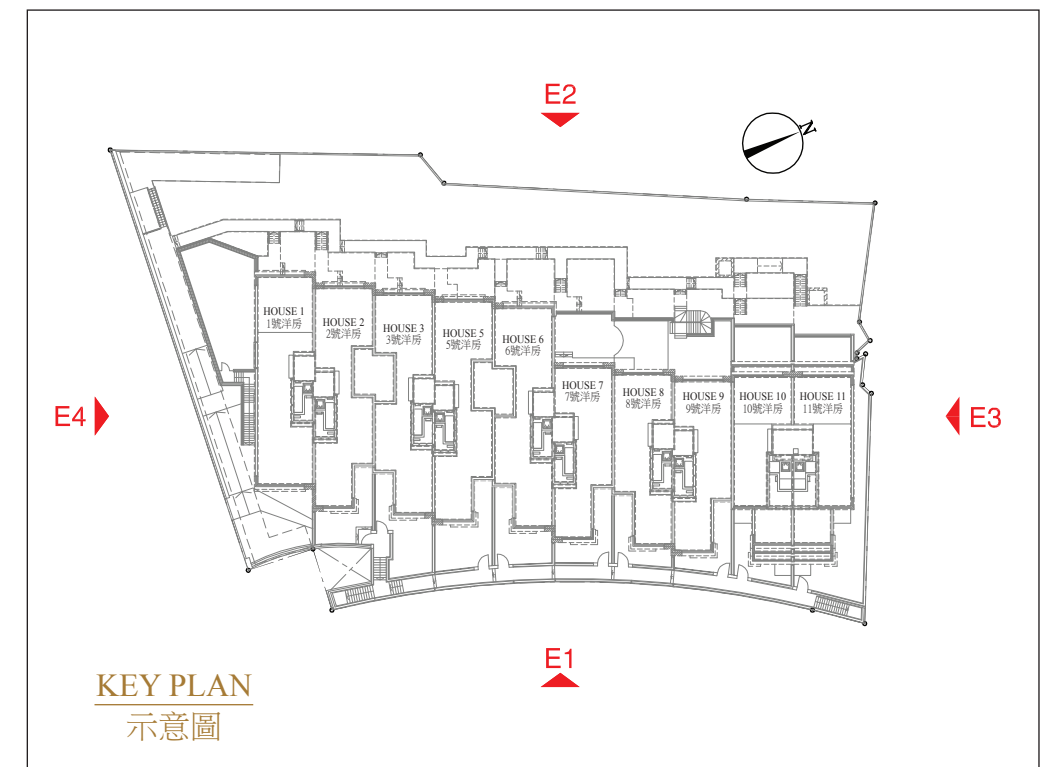 E2
N
HOUSE 1
1號洋房
HOUSE 2
2號洋房
HOUSE 3
3號洋房
HOUSE 5
5號洋房
HOUSE 6
6號洋房
HOUSE 7
7號洋房
HOUSE 8
8號洋房
HOUSE 9
9號洋房
HOUSE 10
10號洋房
HOUSE 11
11號洋房
E4
E3
E1
KEY PLAN
示意圖